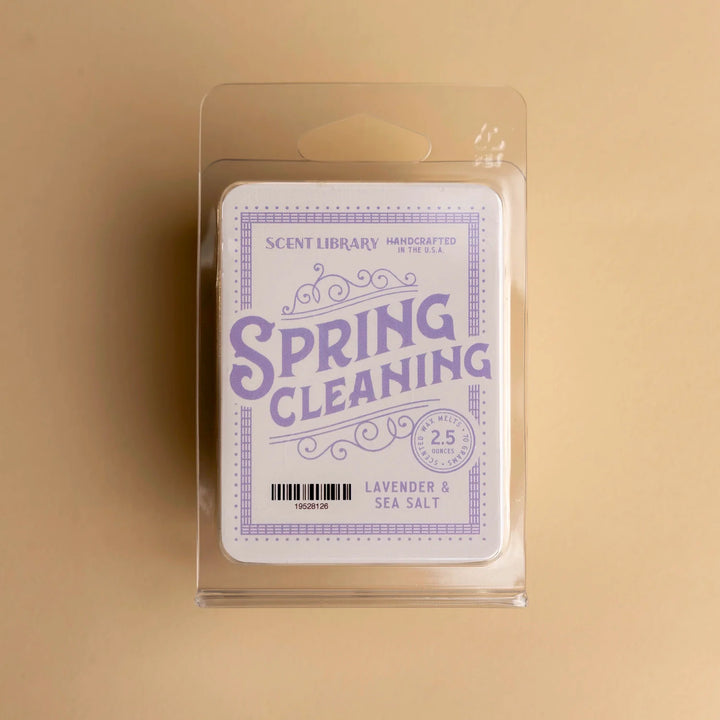 SCENT LIBRARY HANDCRAFTED
IN THE U.S.A.
SPRING
CLEANING
SCENTED WAX MELTS • 70 GRAMS •
2.5
OUNCES
LAVENDER &
SEA SALT
19528126